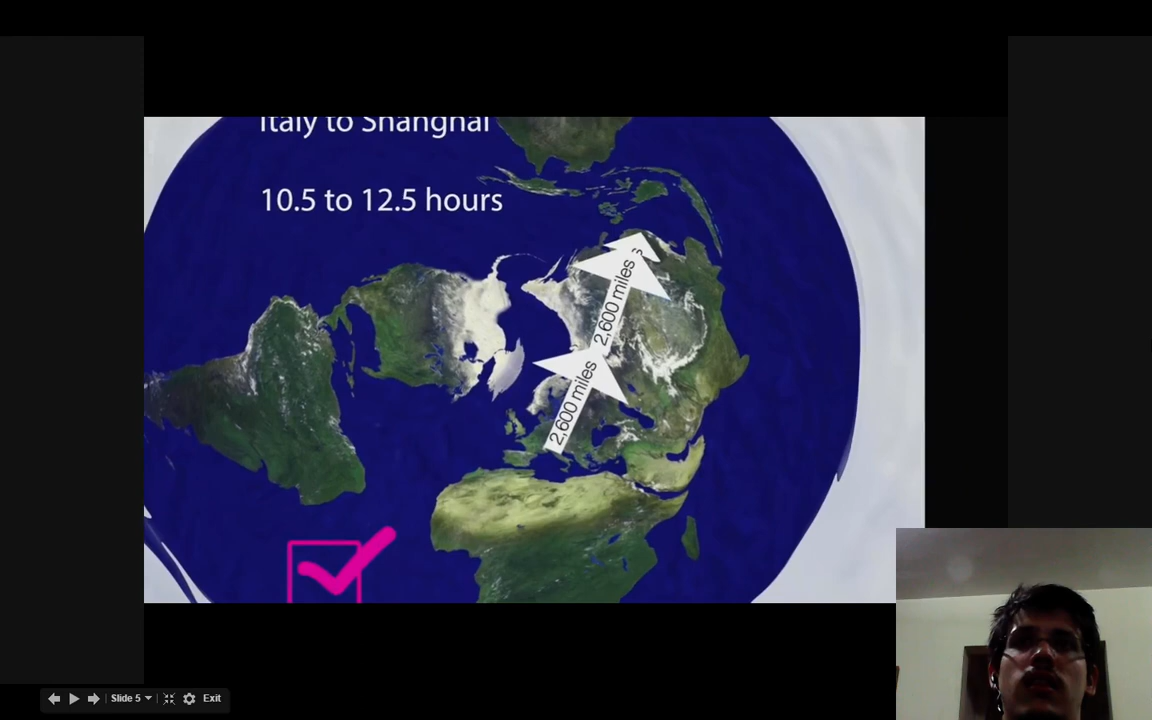 Italy to Shanghai
10.5 to 12.5 hours
2,600 miles
s
2,600 miles
Slide 5
Exit